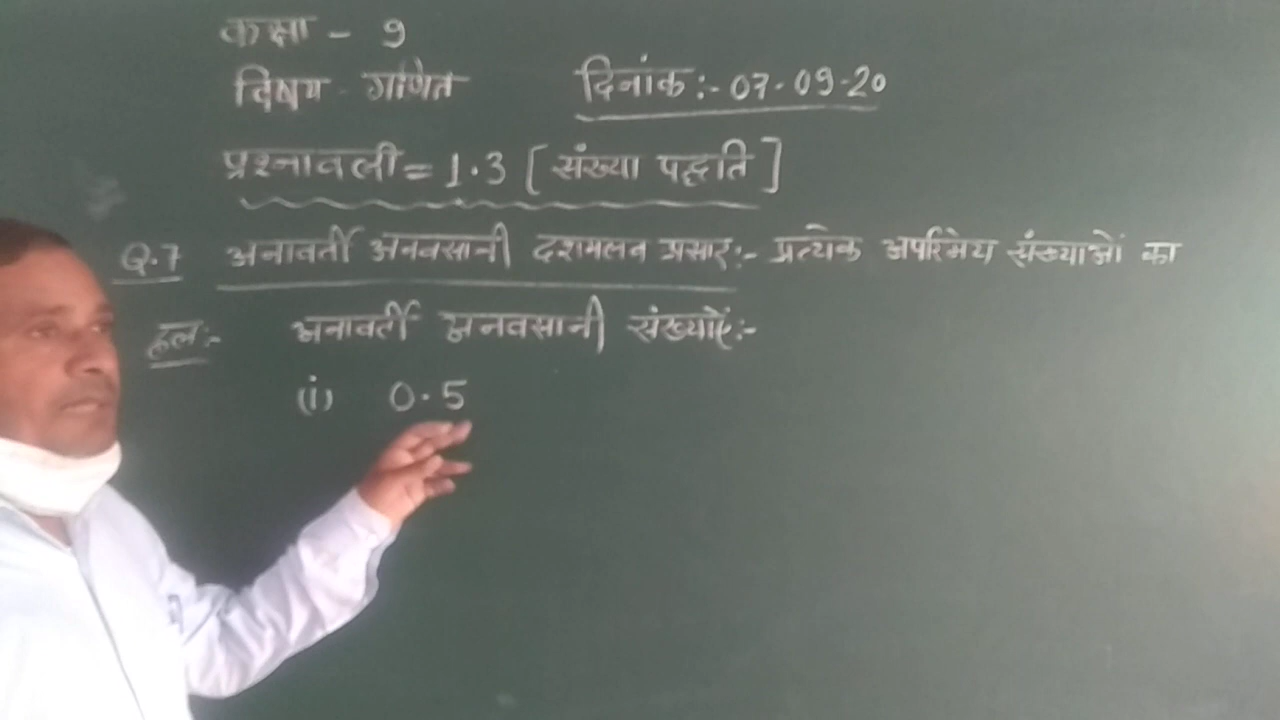 कक्षा - 9
विषय - गणित दिनांक:- 07-09-20
प्रश्नावली = 1.3 [ संख्या पद्धति ]
Q.7 अनावर्ती अनवसानी दशमलव प्रसार:- प्रत्येक अपरिमेय संख्याओं का
हल:- अनावर्ती अनवसानी संख्याऐं:-
(i) 0.5